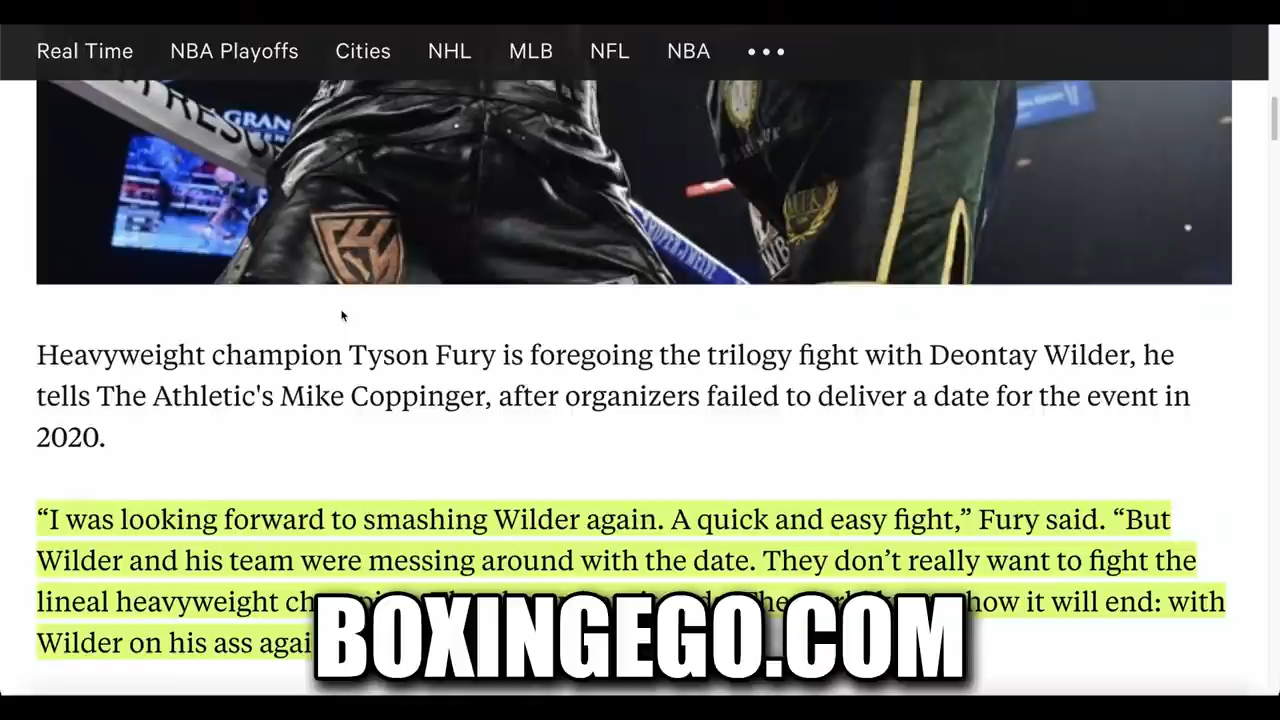 Real Time NBA Playoffs Cities NHL MLB NFL NBA •••
RESC
GRAN
MTK
WB
Heavyweight champion Tyson Fury is foregoing the trilogy fight with Deontay Wilder, he
tells The Athletic's Mike Coppinger, after organizers failed to deliver a date for the event in
2020.
“I was looking forward to smashing Wilder again. A quick and easy fight,” Fury said. “But
Wilder and his team were messing around with the date. They don’t really want to fight the
lineal heavyweight how it will end: with
Wilder on his ass
BOXINGEGO.COM